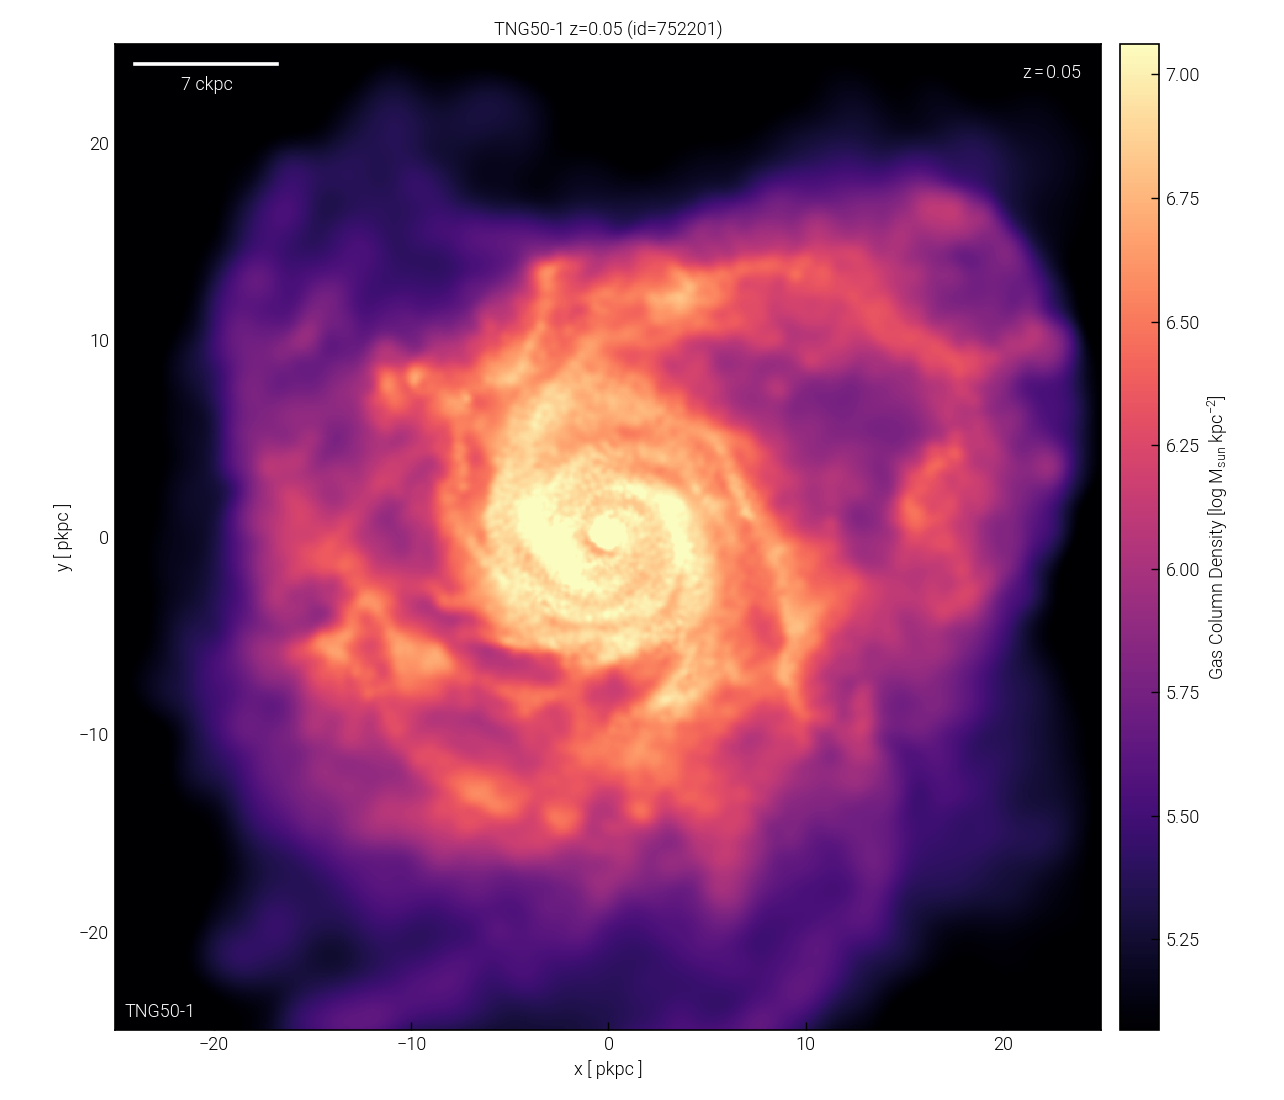 TNG50-1 z=0.05 (id=752201)
7 ckpc
z=0.05
TNG50-1
20
10
0
−10
−20
y [ pkpc ]
−20
−10
0
10
20
x [ pkpc ]
7.00
6.75
6.50
6.25
6.00
5.75
5.50
5.25
Gas Column Density [log M_sun kpc⁻²]